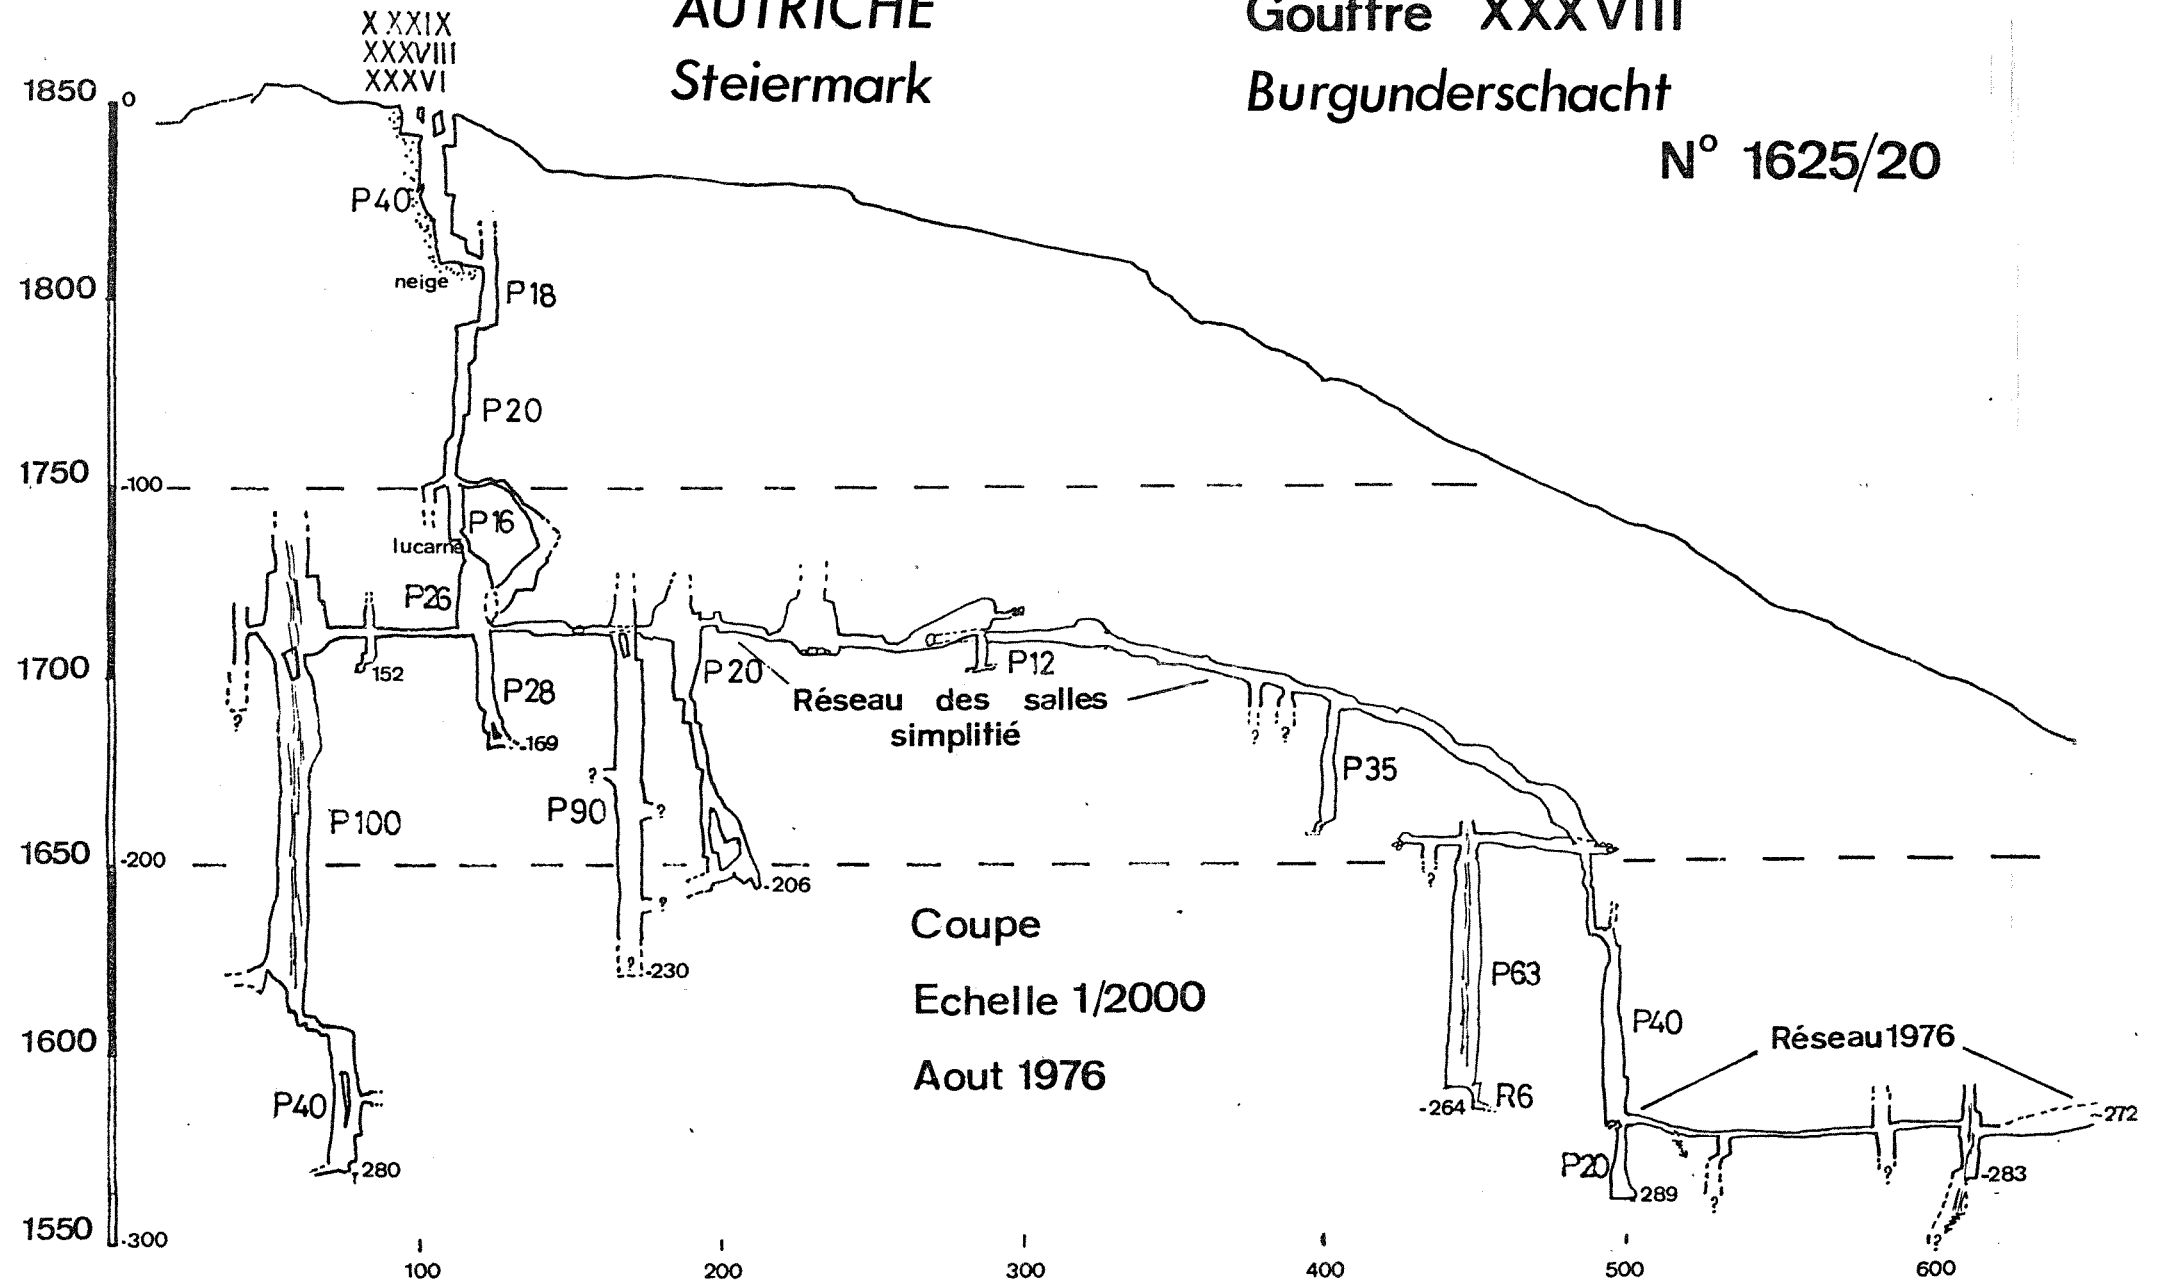 XXXIX
XXXVIII
XXXVI
AUTRICHE
Gouffre XXXVIII
Steiermark
Burgunderschacht
N° 1625/20
1850
0
P40
neige
1800
P18
P20
1750
-100
P16
lucarne
P26
1700
152
P28
-169
P20
P12
Réseau des salles
simplifié
?
?
?
P100
?
P90
?
P35
1650
-200
-206
?
?
?
-230
Coupe
Echelle 1/2000
Aout 1976
P63
P40
1600
Réseau 1976
P40
-264
R6
-272
280
P20
289
?
?
-283
?
1550
-300
100
200
300
400
500
600